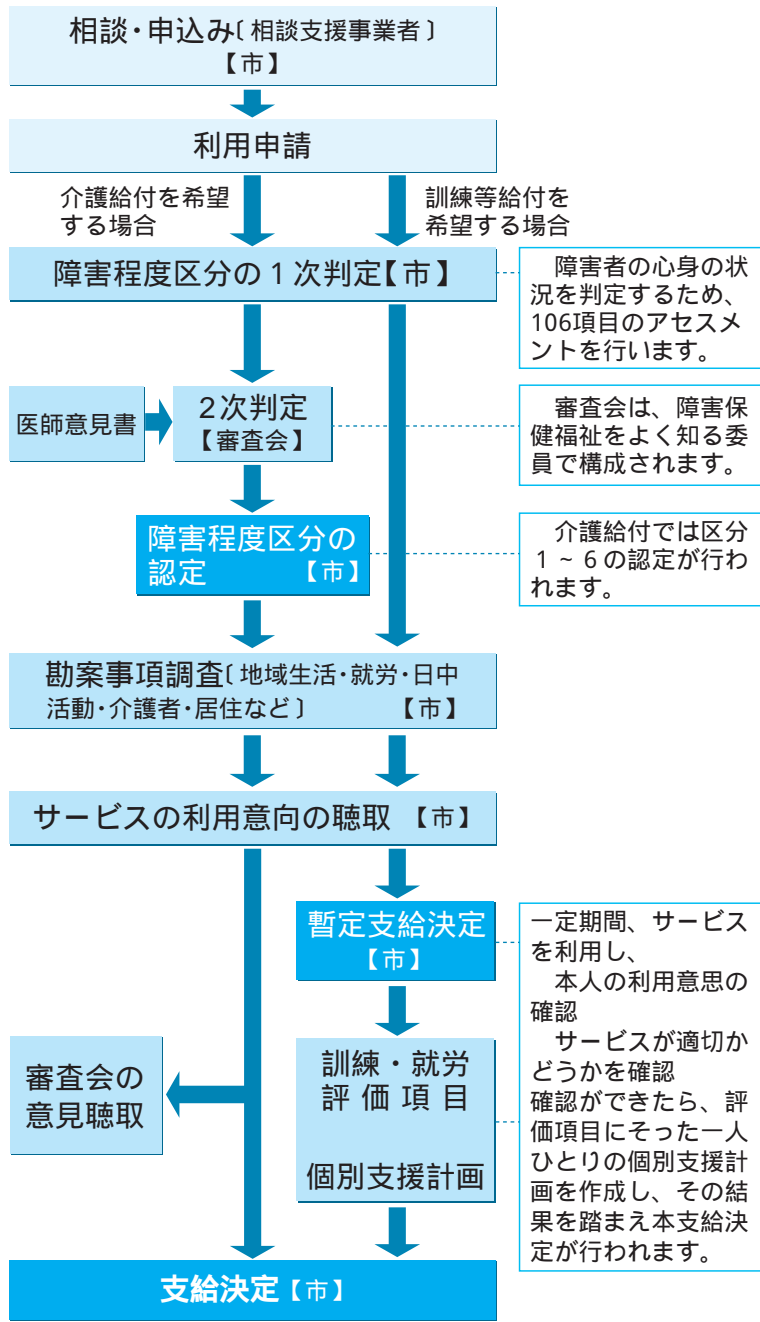 相談・申込み〔相談支援事業者〕
【市】
利用申請
介護給付を希望
する場合
訓練等給付を
希望する場合
障害程度区分の1次判定【市】
障害者の心身の状
況を判定するため、
106項目のアセスメ
ントを行います。
医師意見書
2次判定
【審査会】
審査会は、障害保
健福祉をよく知る委
員で構成されます。
障害程度区分の
認定 【市】
介護給付では区分
1~6の認定が行わ
れます。
勘案事項調査〔地域生活・就労・日中
活動・介護者・居住など〕 【市】
サービスの利用意向の聴取 【市】
暫定支給決定
【市】
一定期間、サービス
を利用し、
本人の利用意思の
確認
サービスが適切か
どうかを確認
確認ができたら、評
価項目にそった一人
ひとりの個別支援計
画を作成し、その結
果を踏まえ本支給決
定が行われます。
審査会の
意見聴取
訓練・就労
評価項目
個別支援計画
支給決定【市】